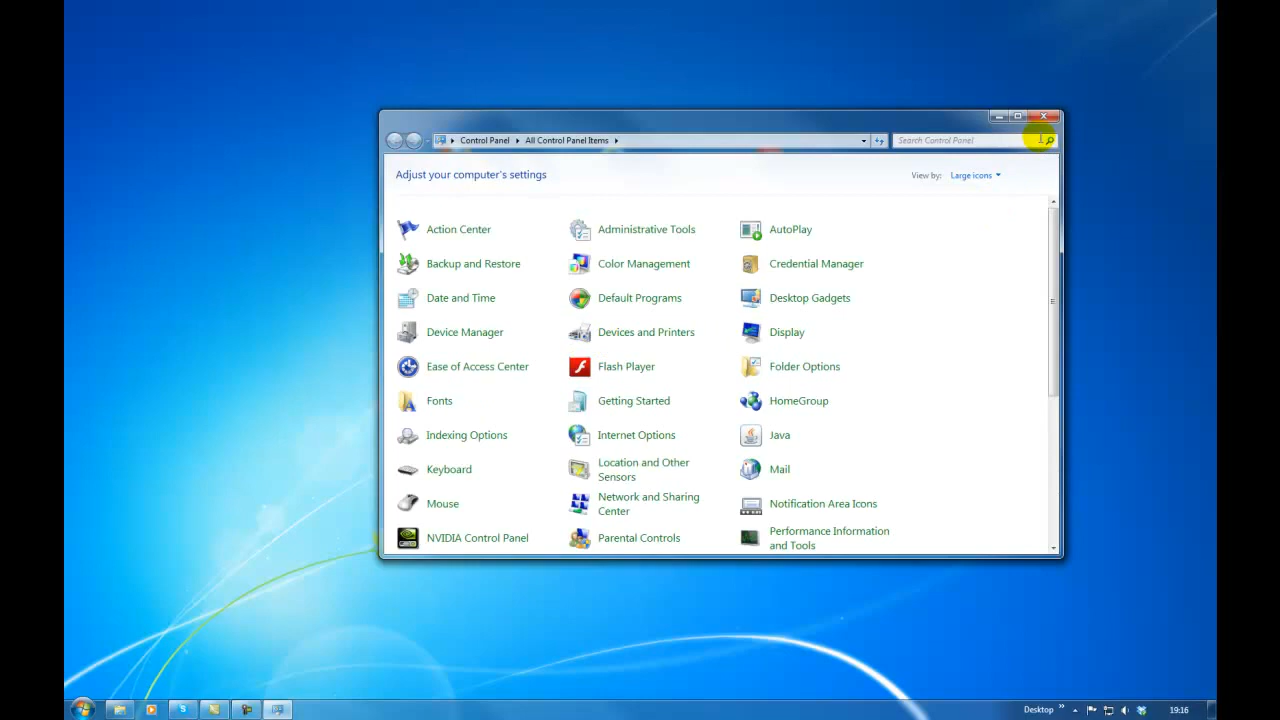 Control Panel All Control Panel Items Search Control Panel
Adjust your computer's settings
View by: Large icons
Action Center Administrative Tools AutoPlay
Backup and Restore Color Management Credential Manager
Date and Time Default Programs Desktop Gadgets
Device Manager Devices and Printers Display
Ease of Access Center Flash Player Folder Options
Fonts Getting Started HomeGroup
Indexing Options Internet Options Java
Keyboard Location and Other
Sensors Mail
Mouse Network and Sharing
Center Notification Area Icons
NVIDIA Control Panel Parental Controls Performance Information
and Tools
Desktop » 19:16